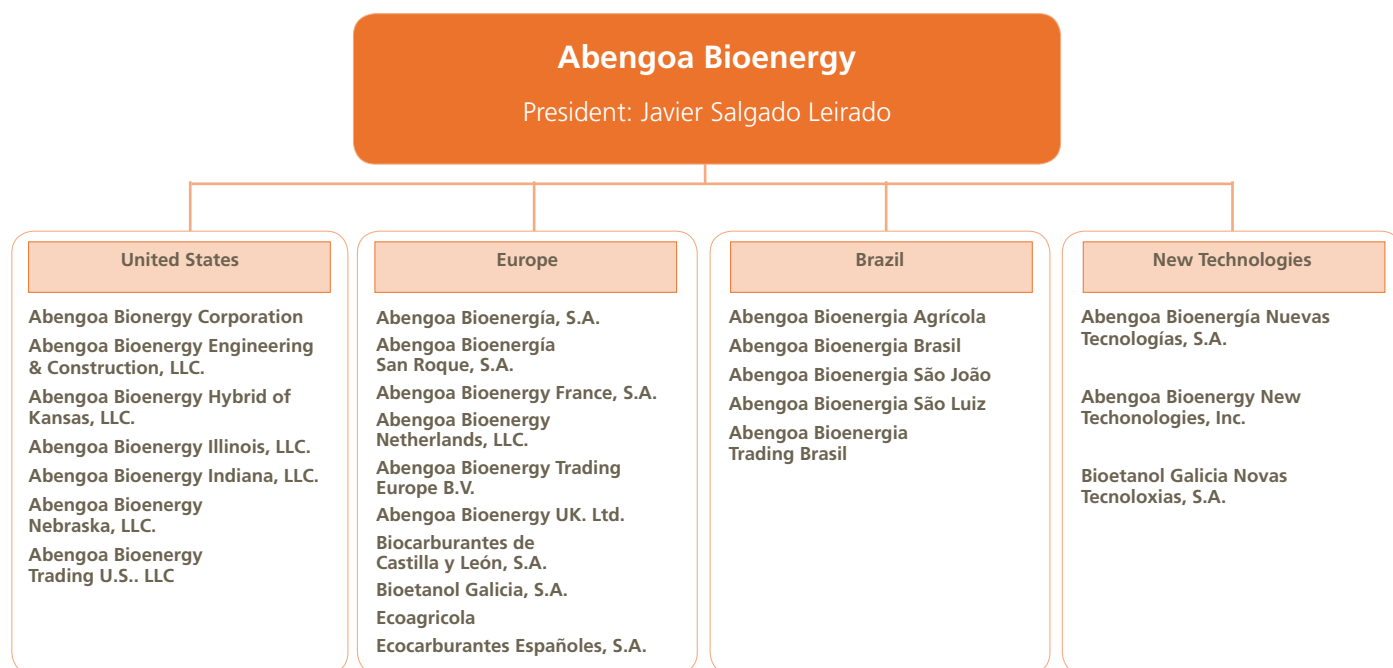 Abengoa Bioenergy
President: Javier Salgado Leirado
United States
Abengoa Bionergy Corporation
Abengoa Bioenergy Engineering
& Construction, LLC.
Abengoa Bioenergy Hybrid of
Kansas, LLC.
Abengoa Bioenergy Illinois, LLC.
Abengoa Bioenergy Indiana, LLC.
Abengoa Bioenergy
Nebraska, LLC.
Abengoa Bioenergy
Trading U.S.. LLC
Europe
Abengoa Bioenergía, S.A.
Abengoa Bioenergía
San Roque, S.A.
Abengoa Bioenergy France, S.A.
Abengoa Bioenergy
Netherlands, LLC.
Abengoa Bioenergy Trading
Europe B.V.
Abengoa Bioenergy UK. Ltd.
Biocarburantes de
Castilla y León, S.A.
Bioetanol Galicia, S.A.
Ecoagricola
Ecocarburantes Españoles, S.A.
Brazil
Abengoa Bioenergia Agrícola
Abengoa Bioenergia Brasil
Abengoa Bioenergia São João
Abengoa Bioenergia São Luiz
Abengoa Bioenergia
Trading Brasil
New Technologies
Abengoa Bioenergía Nuevas
Tecnologías, S.A.
Abengoa Bioenergy New
Techonologies, Inc.
Bioetanol Galicia Novas
Tecnoloxias, S.A.